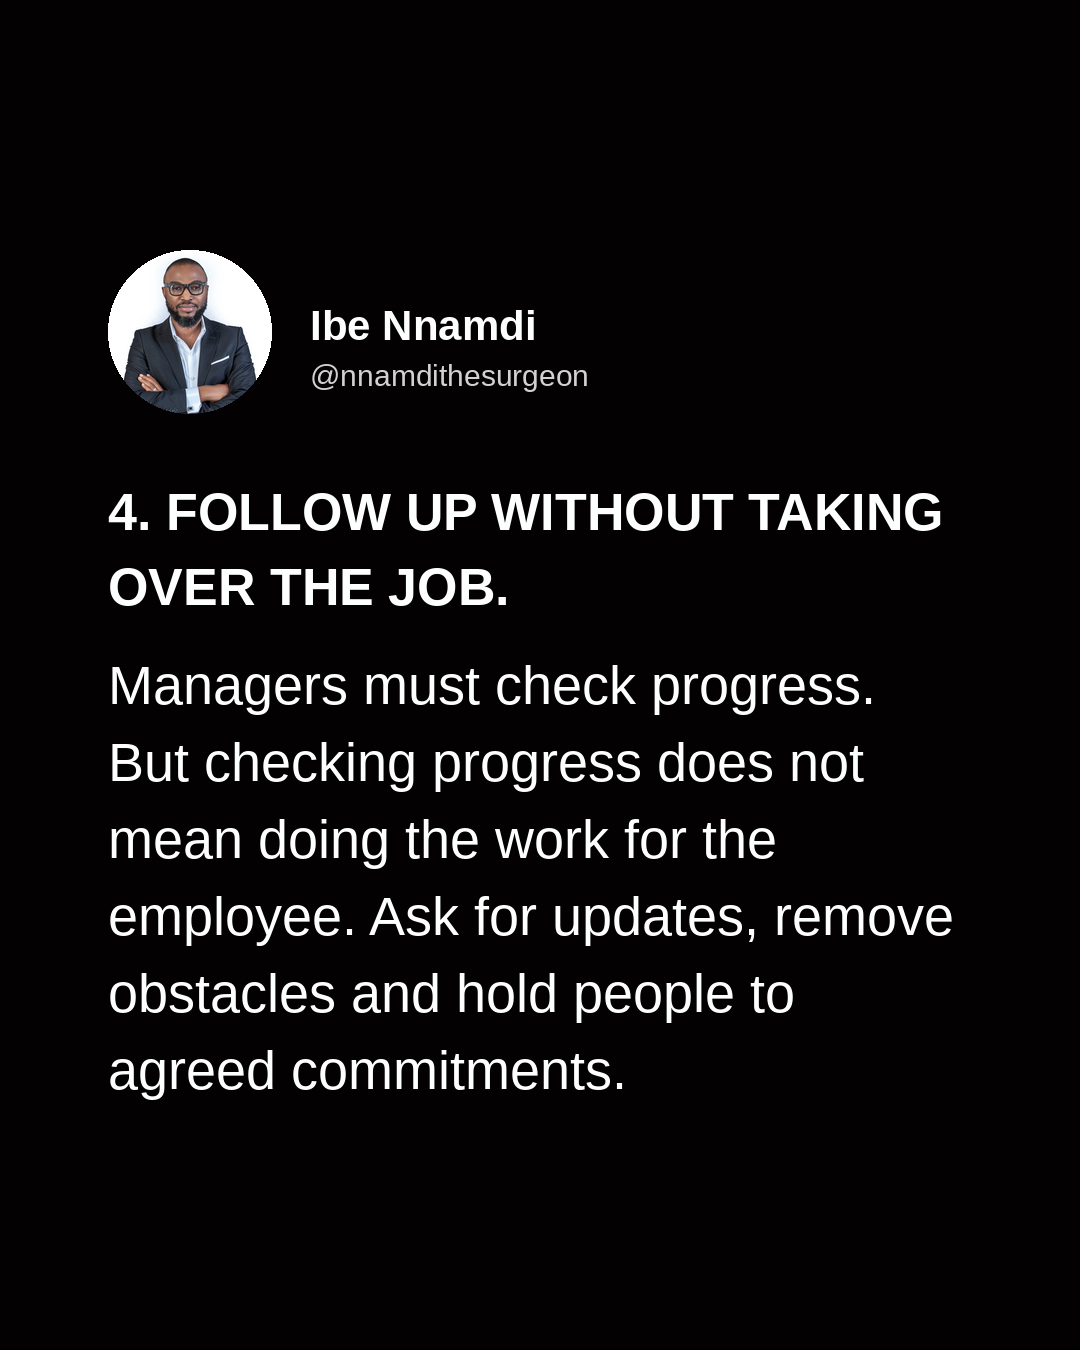 Ibe Nnamdi
@nnamdithesurgeon
4. FOLLOW UP WITHOUT TAKING
OVER THE JOB.
Managers must check progress.
But checking progress does not
mean doing the work for the
employee. Ask for updates, remove
obstacles and hold people to
agreed commitments.